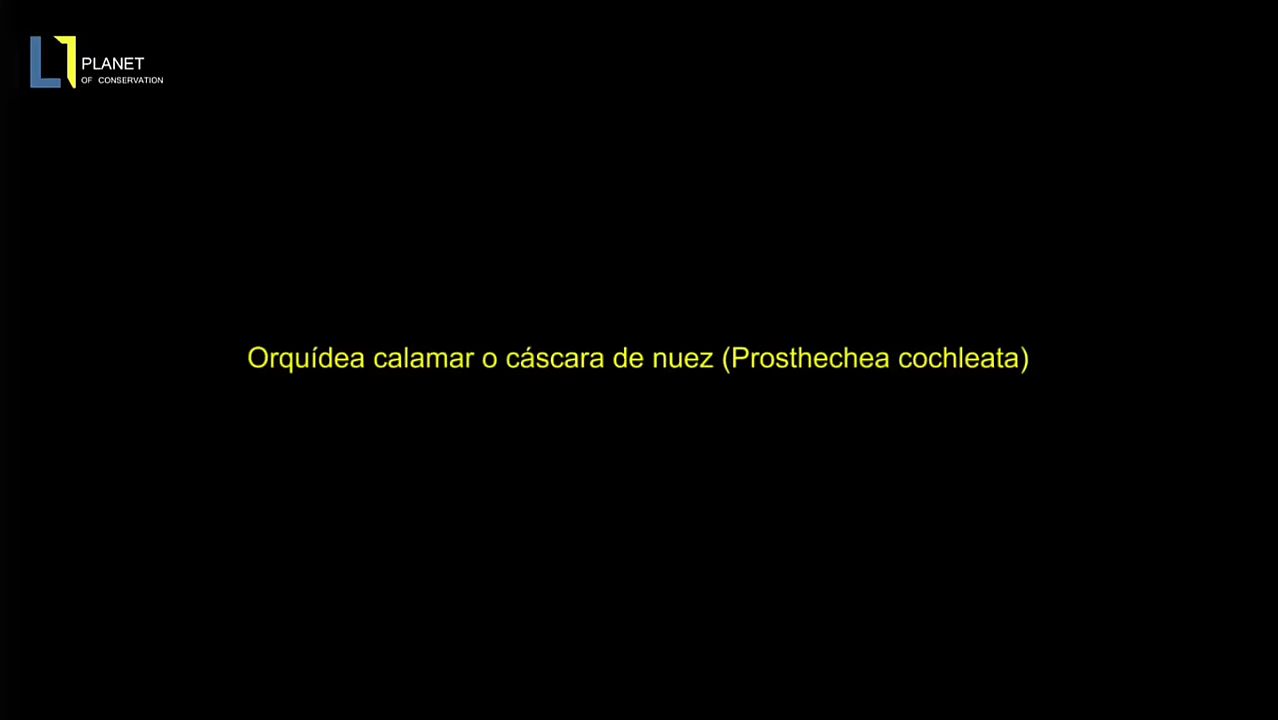 PLANET
OF CONSERVATION
Orquídea calamar o cáscara de nuez (Prosthechea cochleata)